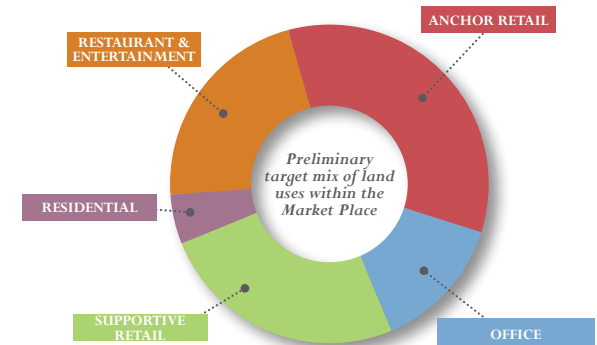 ANCHOR RETAIL
RESTAURANT &
ENTERTAINMENT
Preliminary
target mix of land
uses within the
Market Place
RESIDENTIAL
SUPPORTIVE
RETAIL
OFFICE